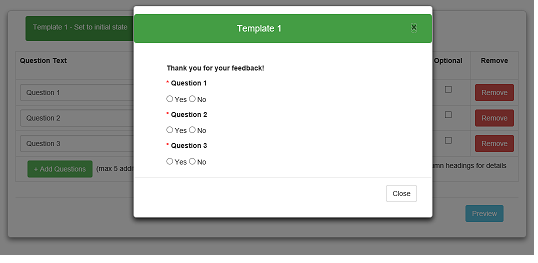 Template 1 - Set to initial state
Template 1
x
Question Text
Optional
Remove
Thank you for your feedback!
* Question 1
Yes No
* Question 2
Yes No
* Question 3
Yes No
Question 1
Remove
Question 2
Remove
Question 3
Remove
+ Add Questions
(max 5 addi
mn headings for details
Close
Preview